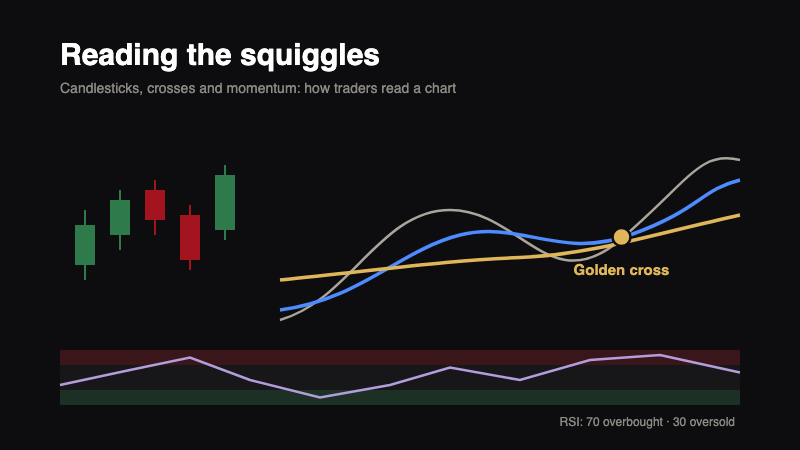 Reading the squiggles
Candlesticks, crosses and momentum: how traders read a chart
Golden cross
RSI: 70 overbought · 30 oversold